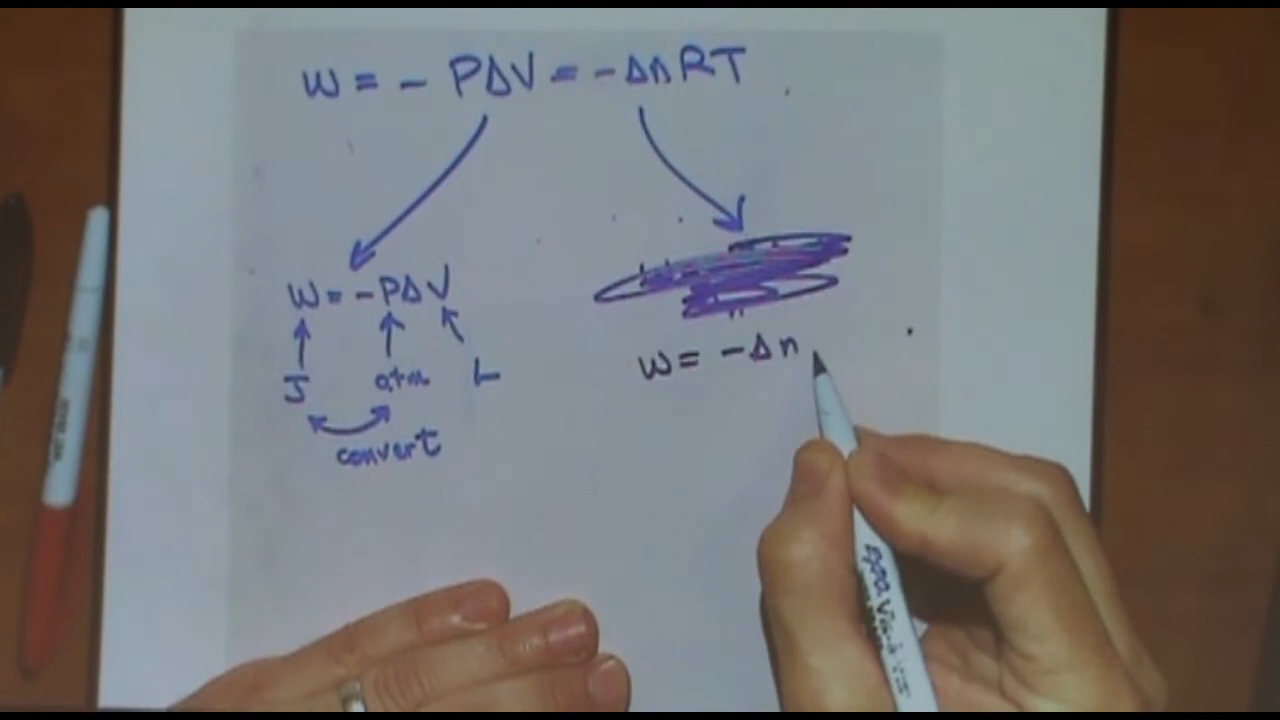 W = - PΔV = - ΔnRT
W = - PΔV
J atm L
convert
W = - Δn